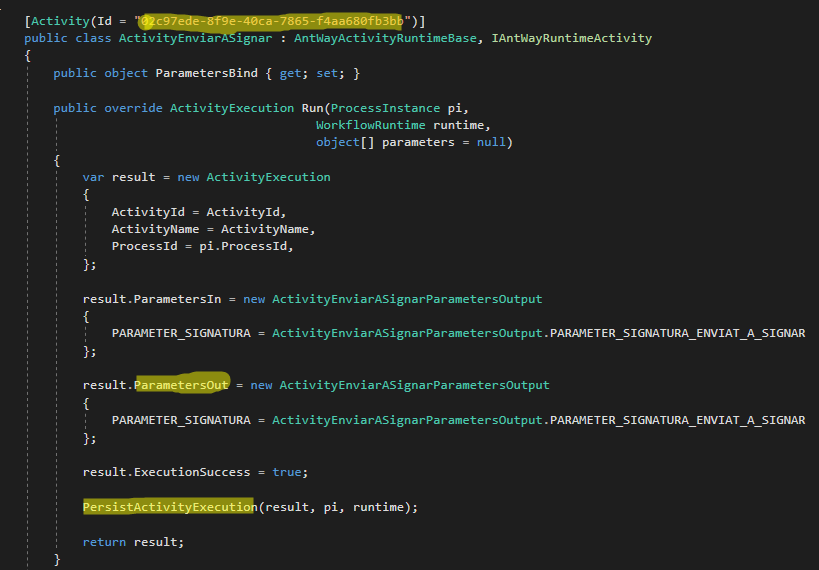 [Activity(Id = "02c97ede-8f9e-40ca-7865-f4aa680fb3bb")]
public class ActivityEnviarASignar : AntWayActivityRuntimeBase, IAntWayRuntimeActivity
{
public object ParametersBind { get; set; }
public override ActivityExecution Run(ProcessInstance pi,
WorkflowRuntime runtime,
object[] parameters = null)
{
var result = new ActivityExecution
{
ActivityId = ActivityId,
ActivityName = ActivityName,
ProcessId = pi.ProcessId,
};
result.ParametersIn = new ActivityEnviarASignarParametersOutput
{
PARAMETER_SIGNATURA = ActivityEnviarASignarParametersOutput.PARAMETER_SIGNATURA_ENVIAT_A_SIGNAR
};
result.ParametersOut = new ActivityEnviarASignarParametersOutput
{
PARAMETER_SIGNATURA = ActivityEnviarASignarParametersOutput.PARAMETER_SIGNATURA_ENVIAT_A_SIGNAR
};
result.ExecutionSuccess = true;
PersistActivityExecution(result, pi, runtime);
return result;
}